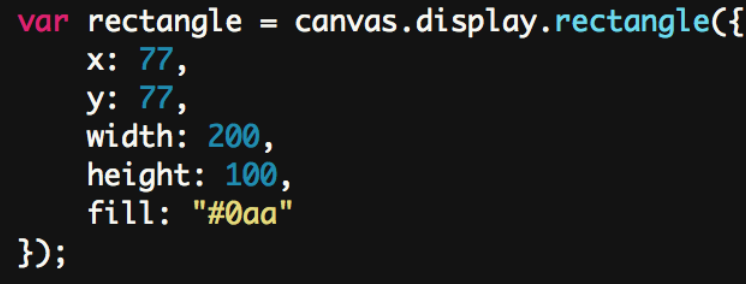 var rectangle = canvas.display.rectangle({
    x: 77,
    y: 77,
    width: 200,
    height: 100,
    fill: "#0aa"
});